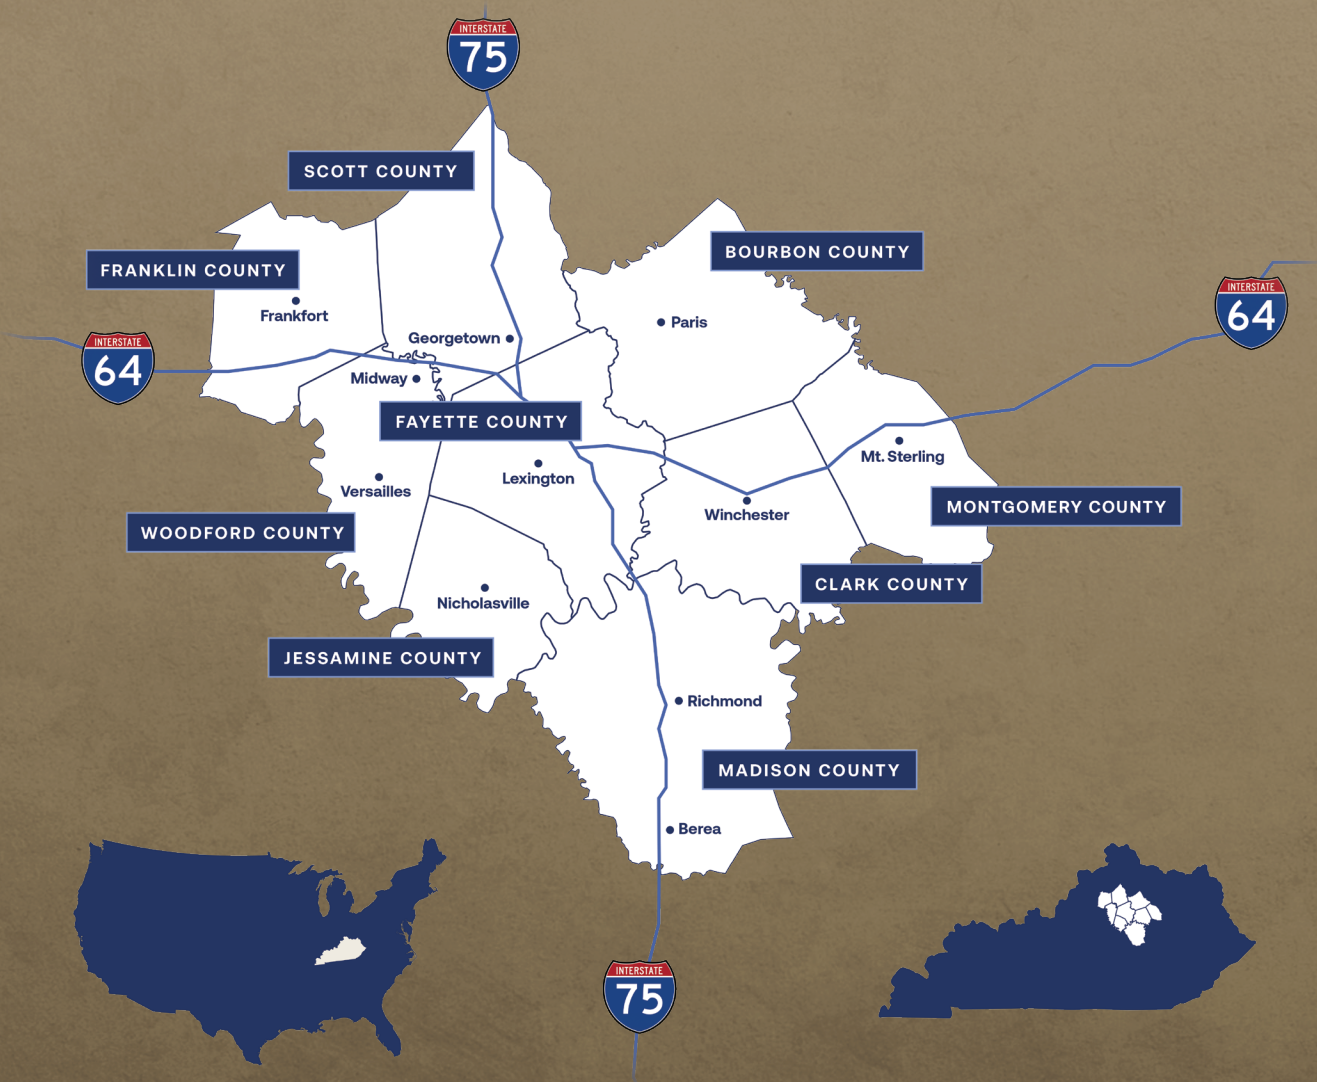 INTERSTATE
75
SCOTT COUNTY
BOURBON COUNTY
FRANKLIN COUNTY
INTERSTATE
64
Frankfort
Paris
Georgetown
INTERSTATE
64
Midway
FAYETTE COUNTY
Mt. Sterling
Lexington
Versailles
MONTGOMERY COUNTY
Winchester
WOODFORD COUNTY
CLARK COUNTY
Nicholasville
JESSAMINE COUNTY
Richmond
MADISON COUNTY
Berea
INTERSTATE
75